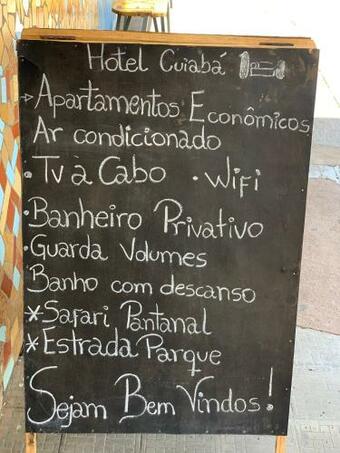 Hotel Cuiabá
→Apartamentos Econômicos
Ar condicionado
•Tv à Cabo •Wifi
•Banheiro Privativo
•Guarda Volumes
Banho com descanso
*Safari Pantanal
*Estrada Parque
Sejam Bem Vindos!